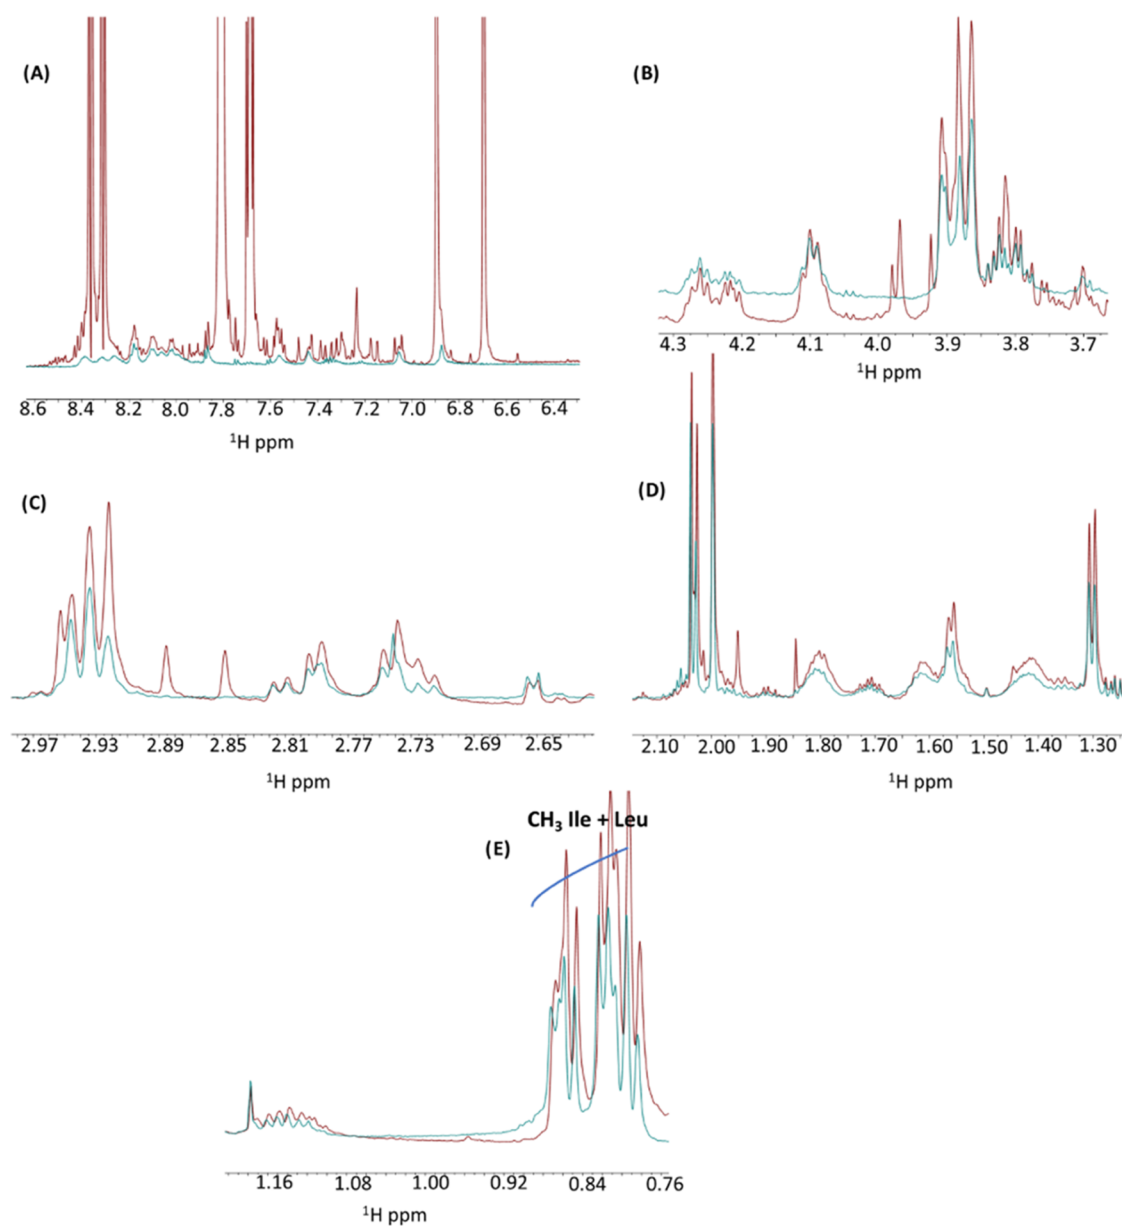 (A)
8.6 8.4 8.2 8.0 7.8 7.6 7.4 7.2 7.0 6.8 6.6 6.4
¹H ppm
(B)
4.3 4.2 4.1 4.0 3.9 3.8 3.7
¹H ppm
(C)
2.97 2.93 2.89 2.85 2.81 2.77 2.73 2.69 2.65
¹H ppm
(D)
2.10 2.00 1.90 1.80 1.70 1.60 1.50 1.40 1.30
¹H ppm
CH₃ Ile + Leu
(E)
1.16 1.08 1.00 0.92 0.84 0.76
¹H ppm